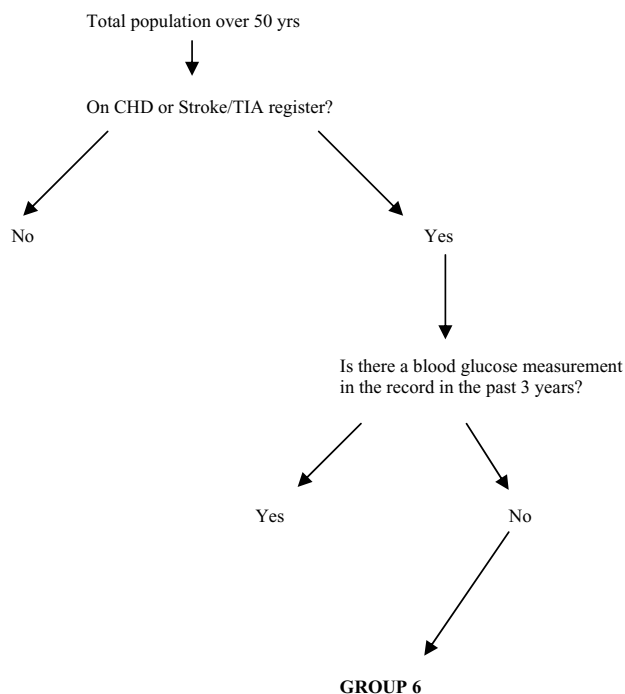 Total population over 50 yrs
On CHD or Stroke/TIA register?
No
Yes
Is there a blood glucose measurement
in the record in the past 3 years?
Yes
No
GROUP 6